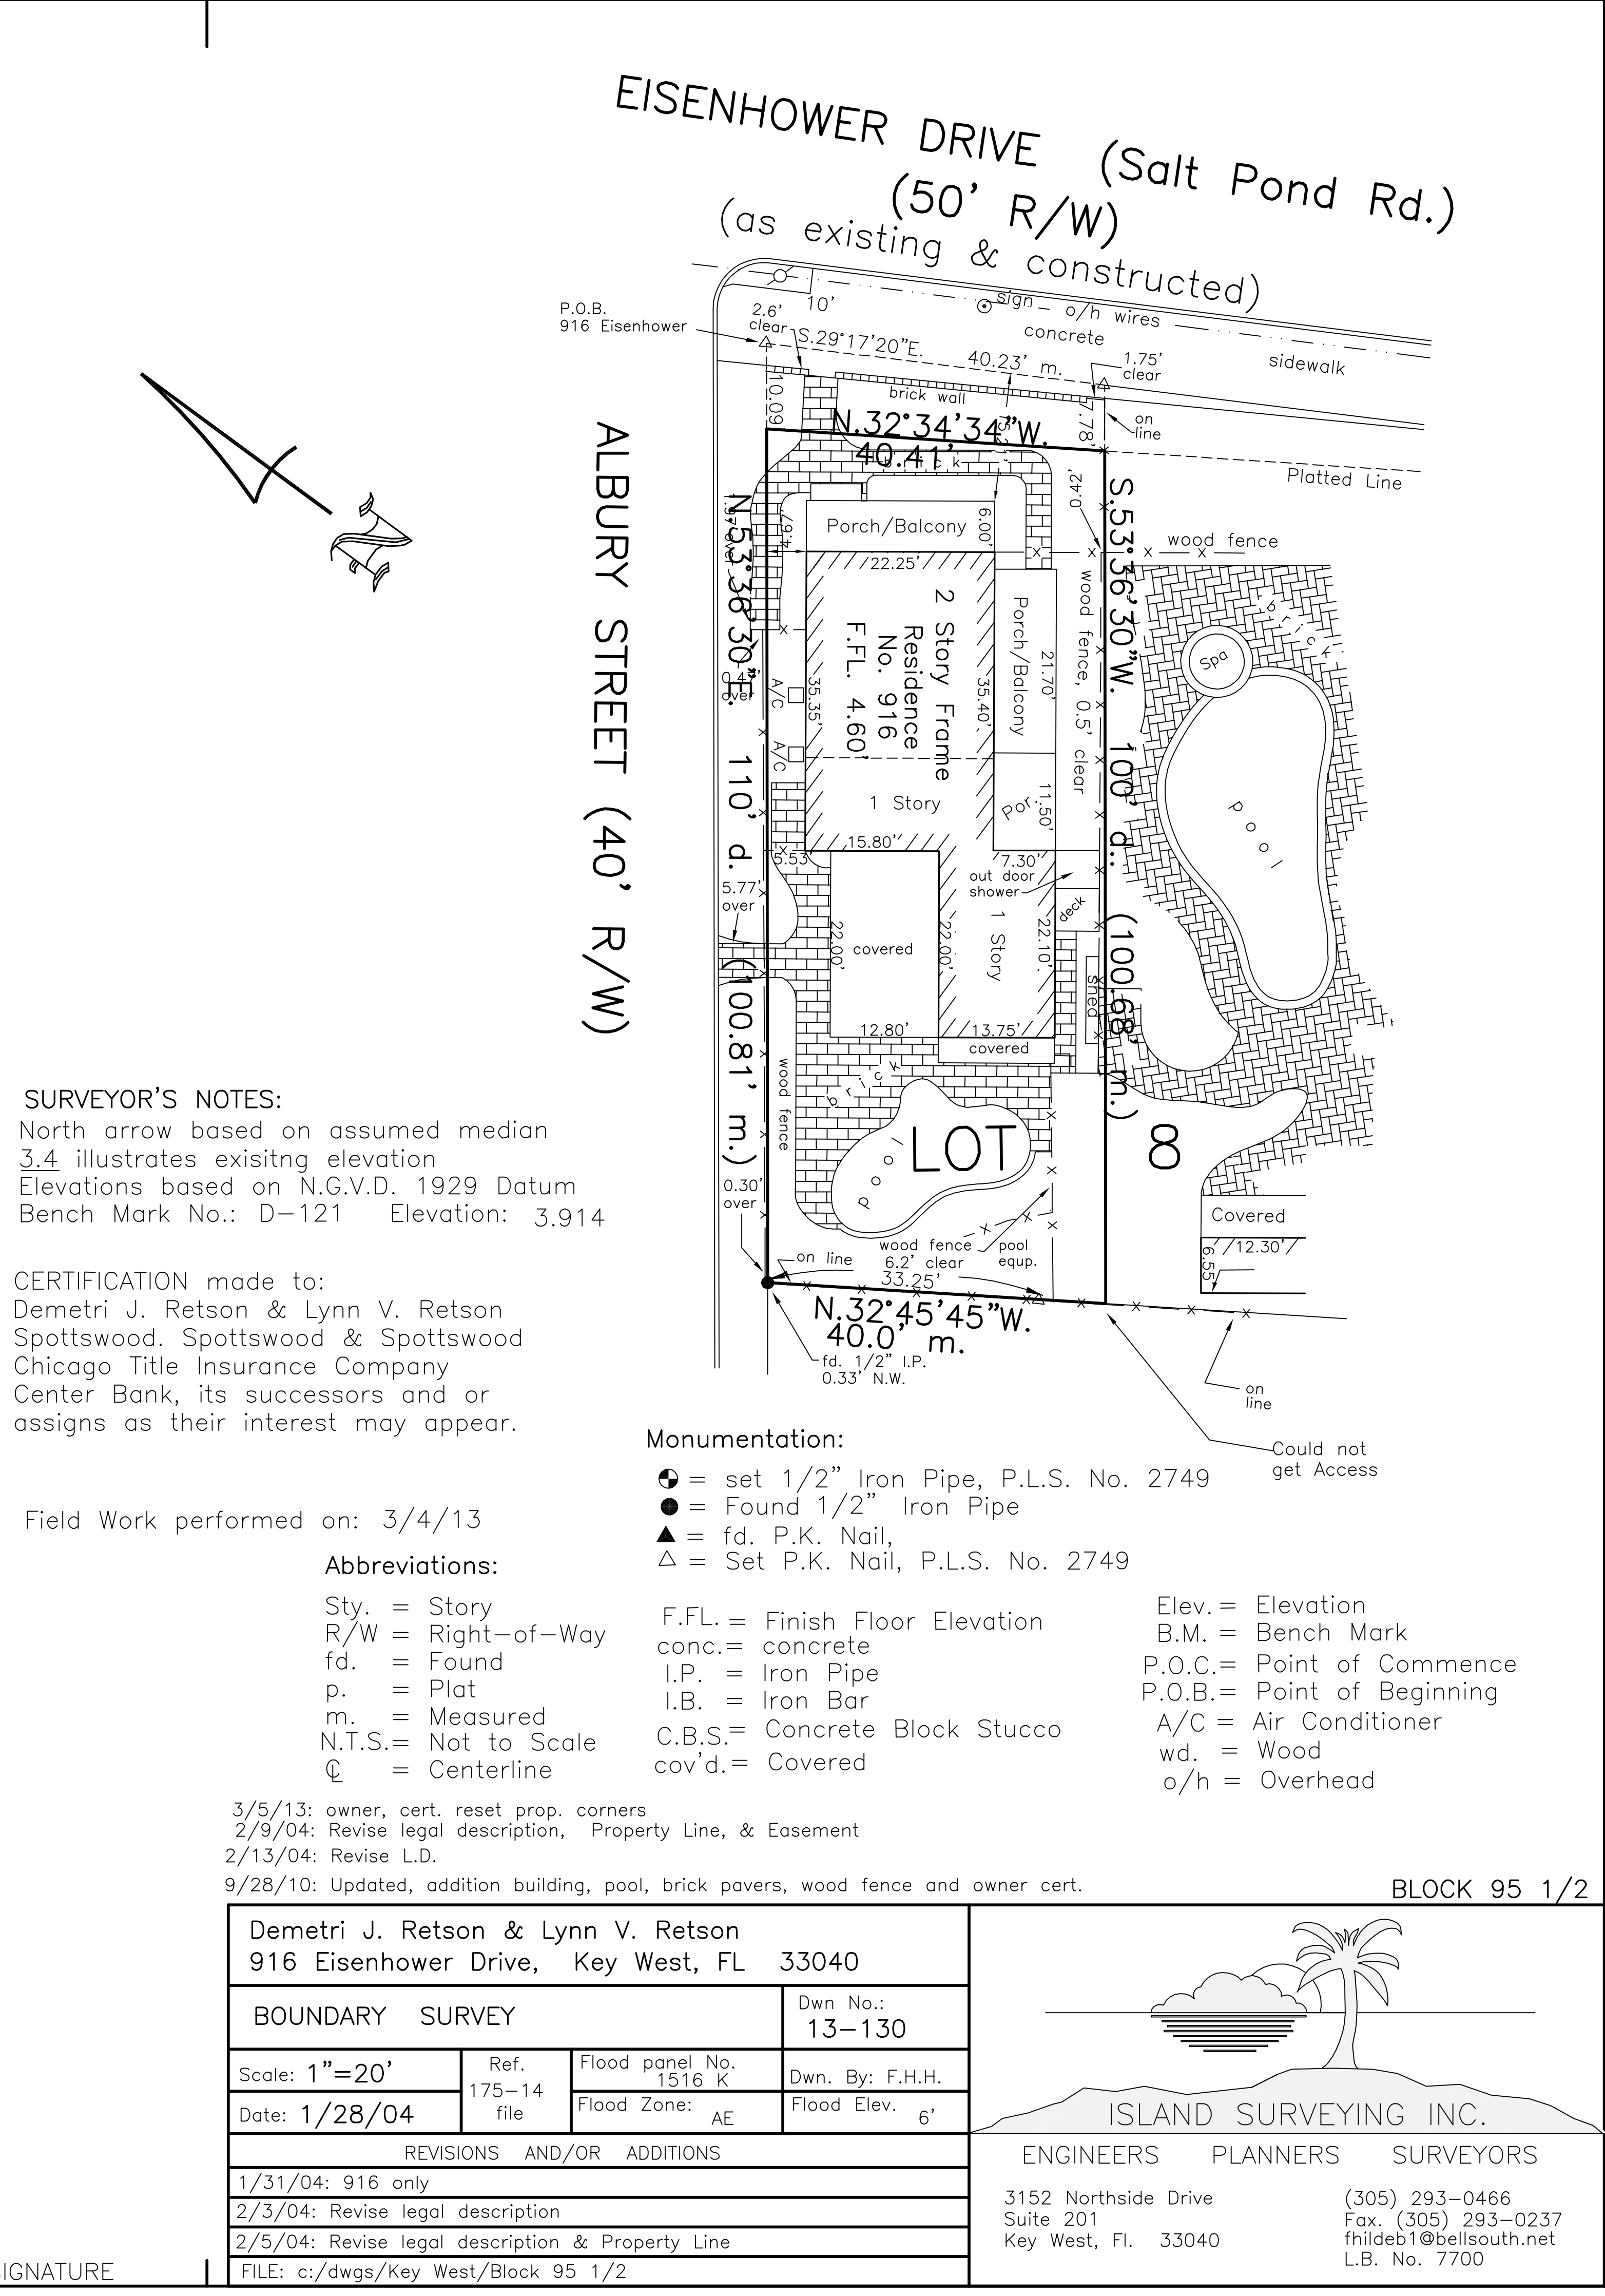 EISENHOWER DRIVE (Salt Pond Rd.)
(50' R/W)
(as existing & constructed)
P.O.B.
916 Eisenhower
2.6'
clear
10'
sign
o/h wires
concrete
sidewalk
S.29°17'20"E.
40.23' m.
1.75'
clear
brick wall
10.09
7.78'
on
line
N.32°34'34"W.
40.41'
brick
Platted Line
0.42'
ALBURY STREET (40' R/W)
N.53°36'30"E. 110' d. (100.81' m.)
S.53°36'30"W. 100' d. (100.68' m.)
4.67'
Porch/Balcony
6.00'
22.25'
wood fence
wood fence, 0.5' clear
2 Story Frame
Residence
No. 916
F.FL. 4.60'
Porch/Balcony
21.70'
35.35'
35.40'
0.47'
over
A/C
A/C
1 Story
Por.
11.50'
15.80'
5.53'
7.30'
out door
shower
deck
5.77'
over
22.00'
covered
22.00'
1 Story
22.10'
shed
12.80'
13.75'
covered
wood fence
brick
pool
LOT 8
Spa
brick
pool
0.30'
over
on line
wood fence
6.2' clear
pool
equp.
33.25'
N.32°45'45"W.
40.0' m.
fd. 1/2" I.P.
0.33' N.W.
Covered
12.30'
6.55'
on
line
Could not
get Access
SURVEYOR'S NOTES:
North arrow based on assumed median
3.4 illustrates exisitng elevation
Elevations based on N.G.V.D. 1929 Datum
Bench Mark No.: D-121 Elevation: 3.914
CERTIFICATION made to:
Demetri J. Retson & Lynn V. Retson
Spottswood. Spottswood & Spottswood
Chicago Title Insurance Company
Center Bank, its successors and or
assigns as their interest may appear.
Field Work performed on: 3/4/13
Monumentation:
= set 1/2" Iron Pipe, P.L.S. No. 2749
= Found 1/2" Iron Pipe
= fd. P.K. Nail,
= Set P.K. Nail, P.L.S. No. 2749
Abbreviations:
Sty. = Story
R/W = Right-of-Way
fd. = Found
p. = Plat
m. = Measured
N.T.S.= Not to Scale
℄ = Centerline
F.FL. = Finish Floor Elevation
conc.= concrete
I.P. = Iron Pipe
I.B. = Iron Bar
C.B.S.= Concrete Block Stucco
cov'd.= Covered
Elev.= Elevation
B.M. = Bench Mark
P.O.C.= Point of Commence
P.O.B.= Point of Beginning
A/C = Air Conditioner
wd. = Wood
o/h = Overhead
3/5/13: owner, cert. reset prop. corners
2/9/04: Revise legal description, Property Line, & Easement
2/13/04: Revise L.D.
9/28/10: Updated, addition building, pool, brick pavers, wood fence and owner cert.
BLOCK 95 1/2
Demetri J. Retson & Lynn V. Retson
916 Eisenhower Drive, Key West, FL 33040
BOUNDARY SURVEY
Dwn No.:
13-130
Scale: 1"=20'
Ref.
175-14
file
Flood panel No.
1516 K
Dwn. By: F.H.H.
Date: 1/28/04
Flood Zone: AE
Flood Elev. 6'
REVISIONS AND/OR ADDITIONS
1/31/04: 916 only
2/3/04: Revise legal description
2/5/04: Revise legal description & Property Line
FILE: c:/dwgs/Key West/Block 95 1/2
ISLAND SURVEYING INC.
ENGINEERS PLANNERS SURVEYORS
3152 Northside Drive
Suite 201
Key West, Fl. 33040
(305) 293-0466
Fax. (305) 293-0237
fhildeb1@bellsouth.net
L.B. No. 7700
IGNATURE